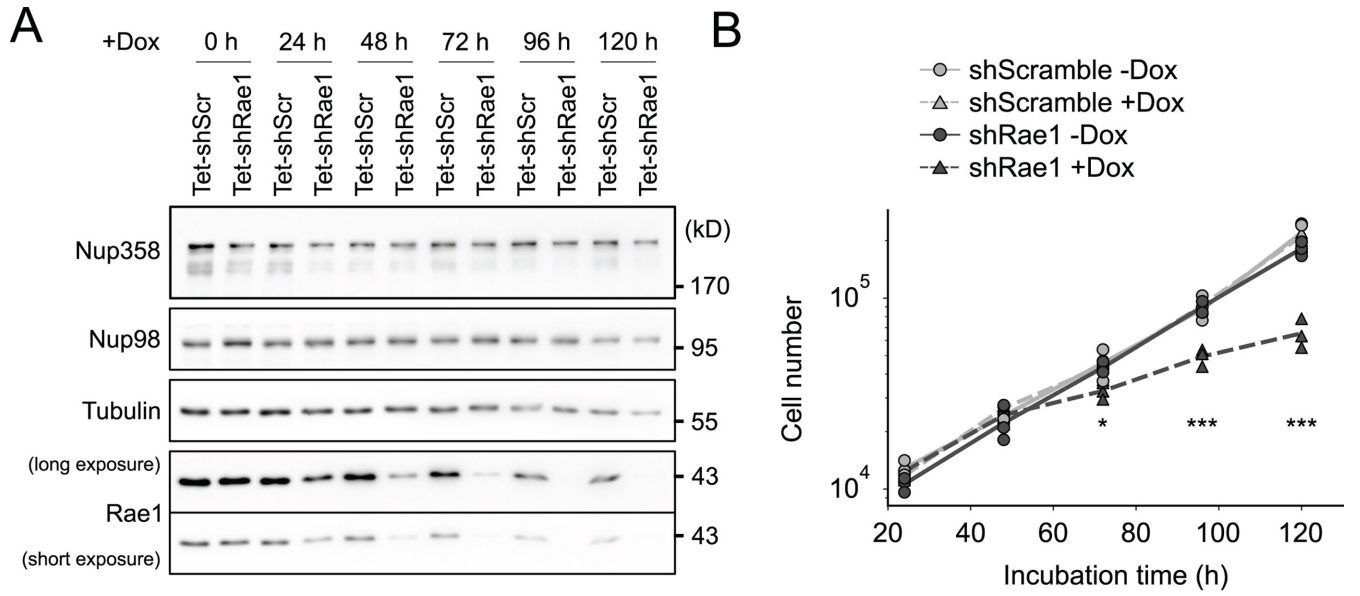 A
+Dox 0 h 24 h 48 h 72 h 96 h 120 h
Tet-shScr Tet-shRae1 Tet-shScr Tet-shRae1 Tet-shScr Tet-shRae1 Tet-shScr Tet-shRae1 Tet-shScr Tet-shRae1 Tet-shScr Tet-shRae1
(kD)
Nup358
170
Nup98
95
Tubulin
55
(long exposure)
43
Rae1
43
(short exposure)
B
shScramble -Dox
shScramble +Dox
shRae1 -Dox
shRae1 +Dox
Cell number
10^5
10^4
* *** ***
20 40 60 80 100 120
Incubation time (h)